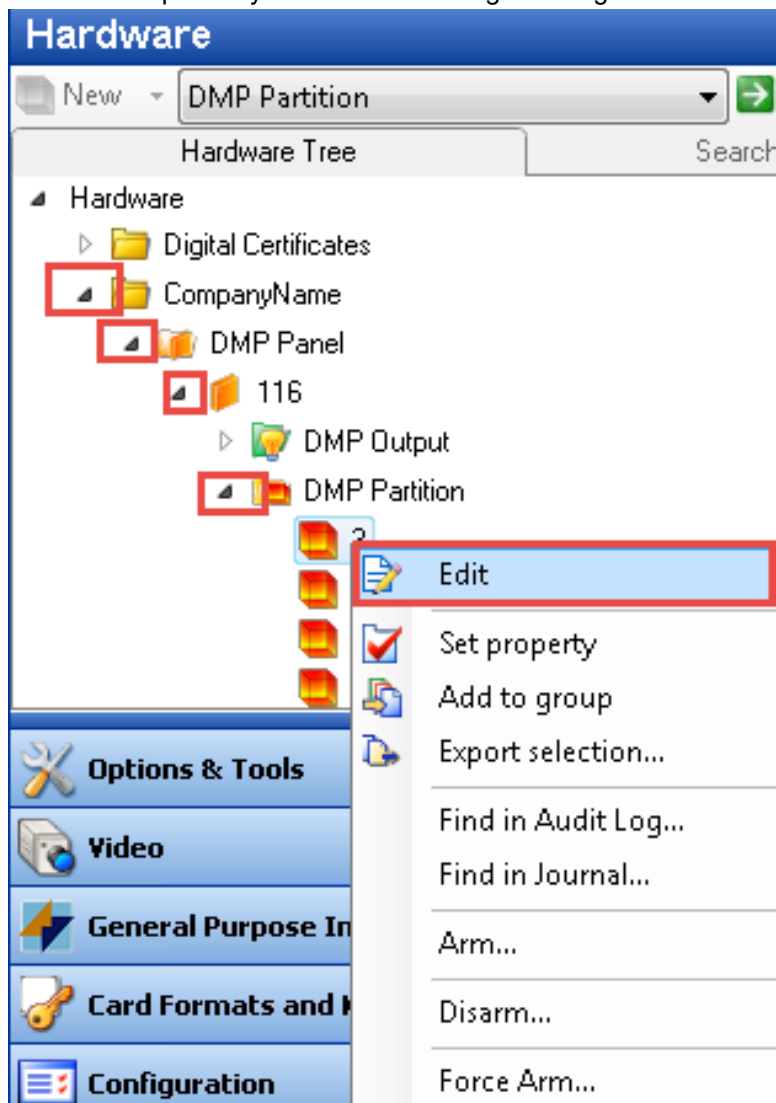 Hardware
New DMP Partition
Hardware Tree Search
Hardware
Digital Certificates
CompanyName
DMP Panel
116
DMP Output
DMP Partition
Edit
Set property
Add to group
Export selection...
Find in Audit Log...
Find in Journal...
Arm...
Disarm...
Force Arm...
Options & Tools
Video
General Purpose In
Card Formats and
Configuration